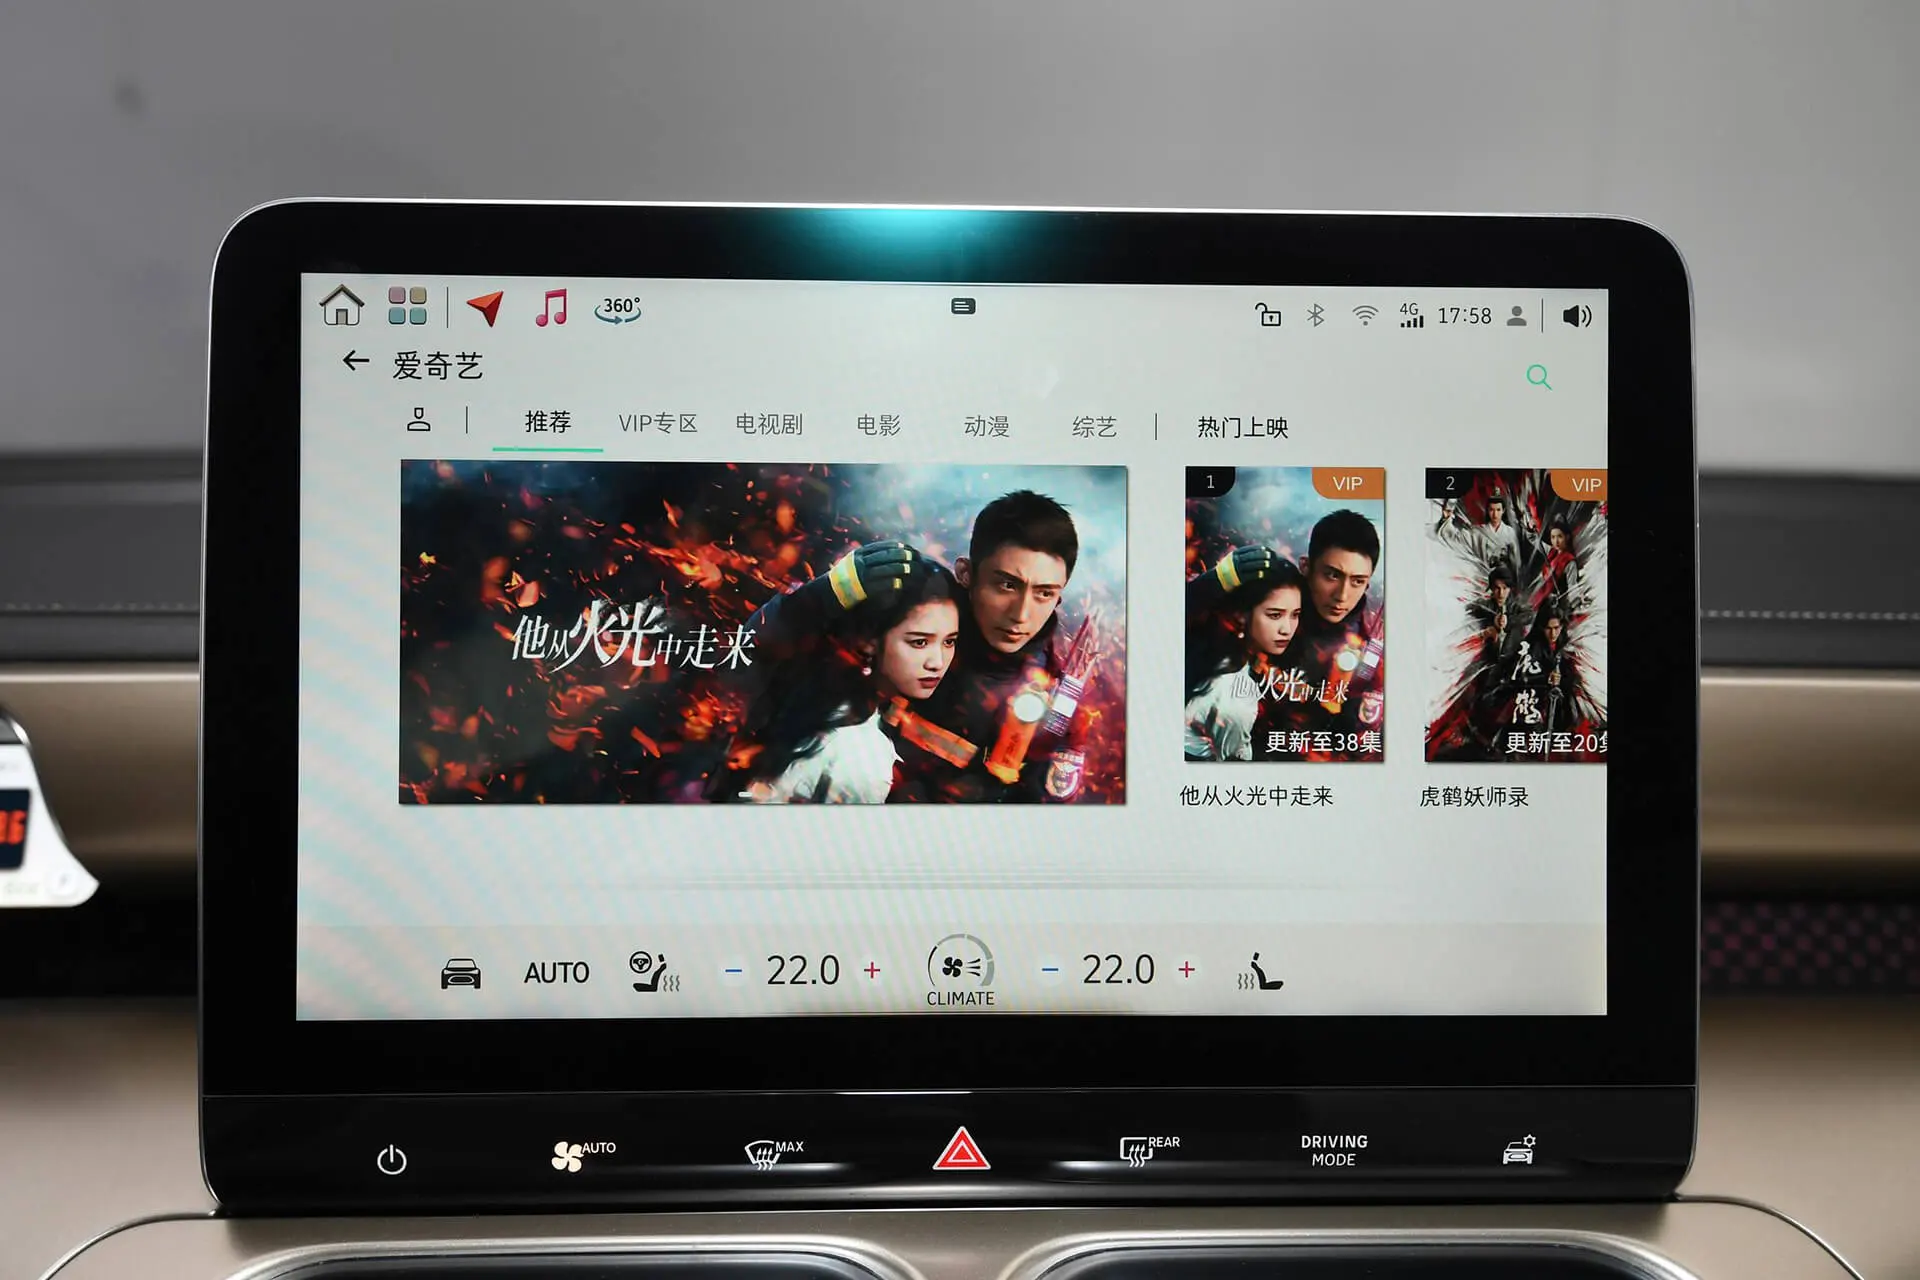 360°
4G
17:58
爱奇艺
推荐
VIP专区
电视剧
电影
动漫
综艺
热门上映
他从火光中走来
1
VIP
他从火光中走来
更新至38集
他从火光中走来
2
VIP
虎鹤
更新至20集
虎鹤妖师录
AUTO
22.0
CLIMATE
22.0
AUTO
MAX
REAR
DRIVING
MODE